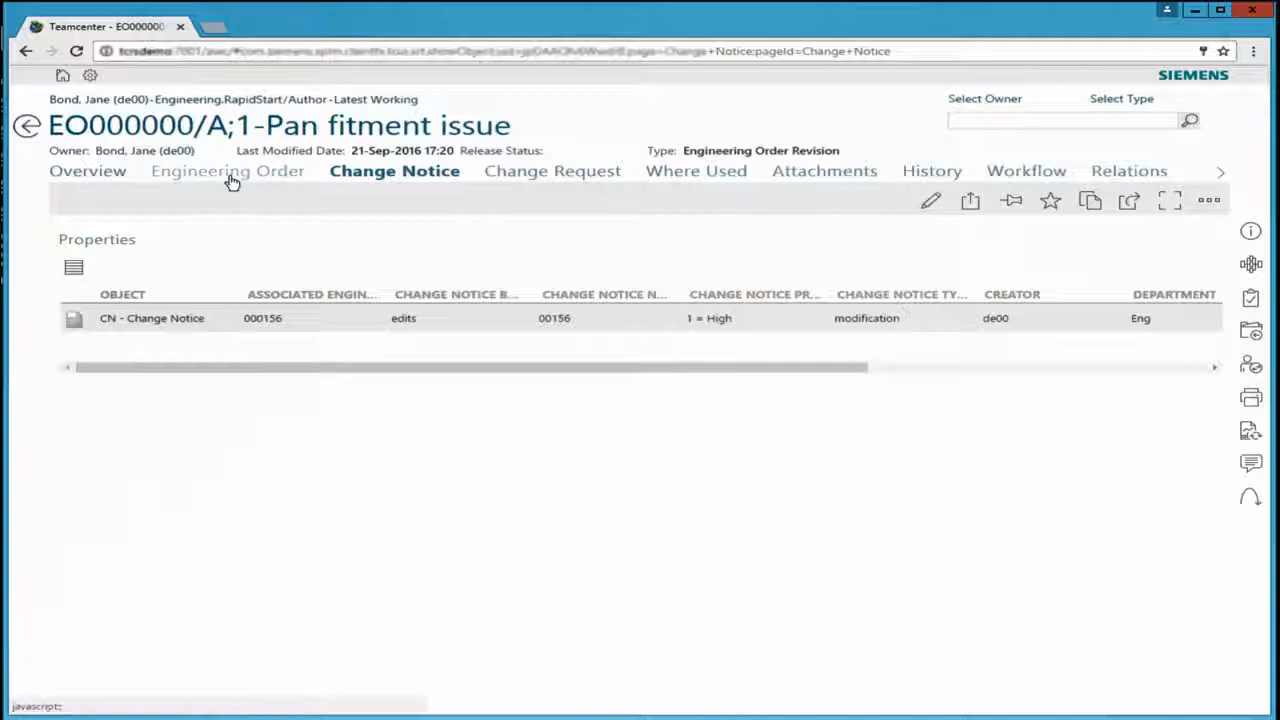 Teamcenter - EO000000
+Notice:pageId=Change+Notice
SIEMENS
Bond, Jane (de00)-Engineering.RapidStart/Author -Latest Working
Select Owner Select Type
EO000000/A;1-Pan fitment issue
Owner: Bond, Jane (de00) Last Modified Date: 21-Sep-2016 17:20 Release Status: Type: Engineering Order Revision
Overview Engineering Order Change Notice Change Request Where Used Attachments History Workflow Relations
Properties
OBJECT ASSOCIATED ENGIN... CHANGE NOTICE B... CHANGE NOTICE N... CHANGE NOTICE PR... CHANGE NOTICE TY... CREATOR DEPARTMENT
CN - Change Notice 000156 edits 00156 1 = High modification de00 Eng
javascript:;